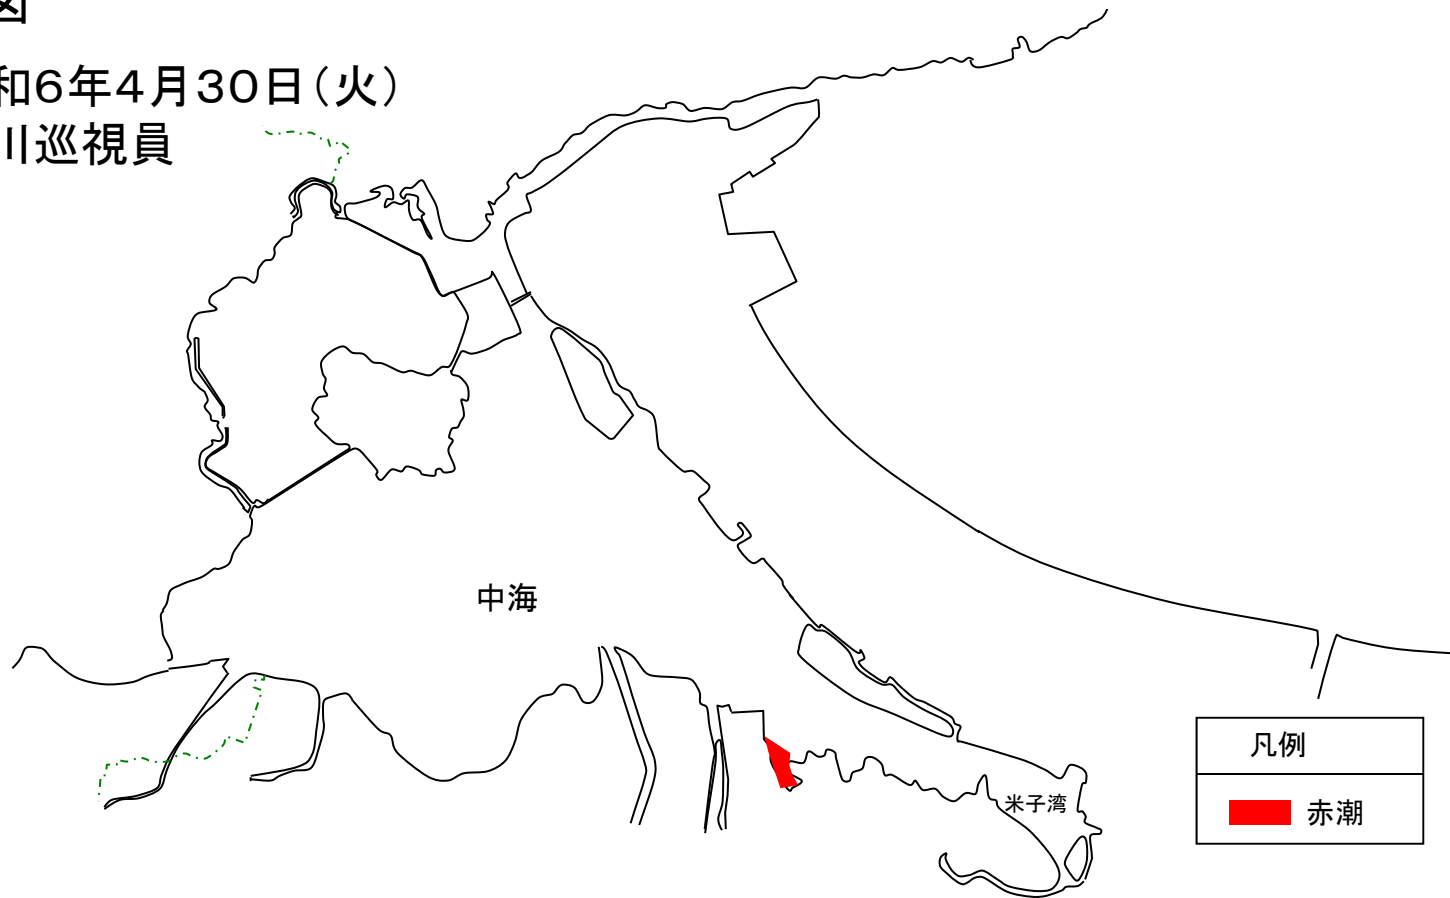 図
和6年4月30日（火）
川巡視員
中海
米子湾
凡例
赤潮